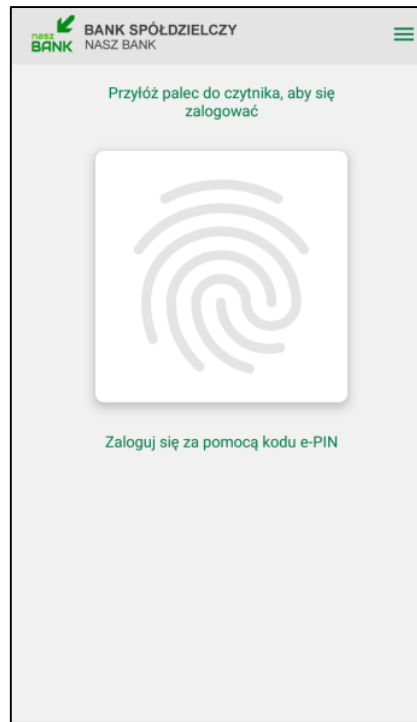 nasz
BANK
BANK SPÓŁDZIELCZY
NASZ BANK
Przyłóż palec do czytnika, aby się
zalogować
Zaloguj się za pomocą kodu e-PIN